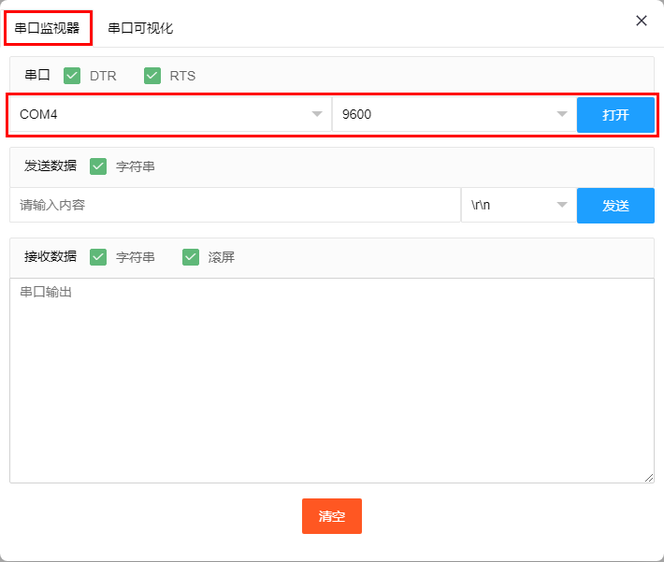 串口监视器 串口可视化
串口 DTR RTS
COM4 9600 打开
发送数据 字符串
请输入内容 \r\n 发送
接收数据 字符串 滚屏
串口输出
清空